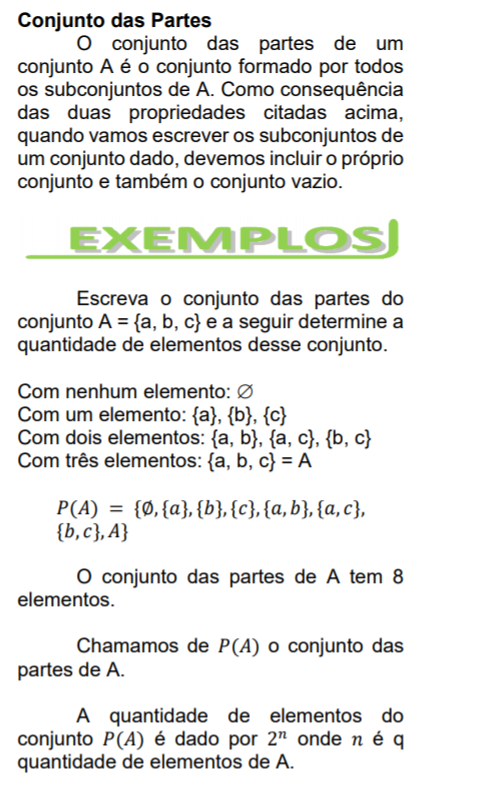 Conjunto das Partes
O conjunto das partes de um
conjunto A é o conjunto formado por todos
os subconjuntos de A. Como consequência
das duas propriedades citadas acima,
quando vamos escrever os subconjuntos de
um conjunto dado, devemos incluir o próprio
conjunto e também o conjunto vazio.
EXEMPLOS
Escreva o conjunto das partes do
conjunto A = {a, b, c} e a seguir determine a
quantidade de elementos desse conjunto.
Com nenhum elemento: ∅
Com um elemento: {a}, {b}, {c}
Com dois elementos: {a, b}, {a, c}, {b, c}
Com três elementos: {a, b, c} = A
P(A) = {∅, {a}, {b}, {c}, {a, b}, {a, c},
{b, c}, A}
O conjunto das partes de A tem 8
elementos.
Chamamos de P(A) o conjunto das
partes de A.
A quantidade de elementos do
conjunto P(A) é dado por 2ⁿ onde n é q
quantidade de elementos de A.